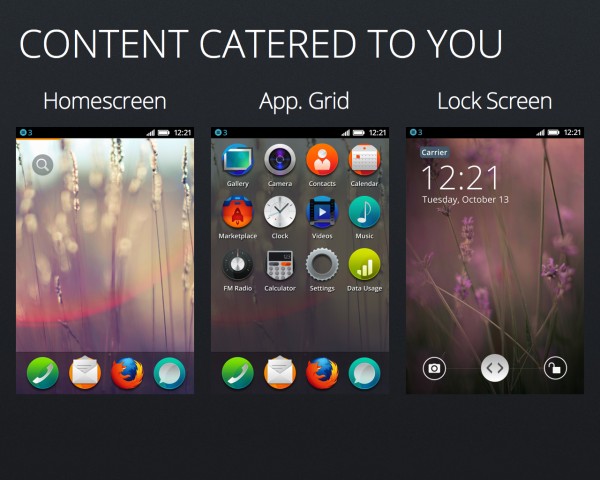 CONTENT CATERED TO YOU
Homescreen
App. Grid
Lock Screen
3 12:21
3 12:21
Gallery Camera Contacts Calendar
Marketplace Clock Videos Music
FM Radio Calculator Settings Data Usage
3 12:21
Carrier
12:21
Tuesday, October 13